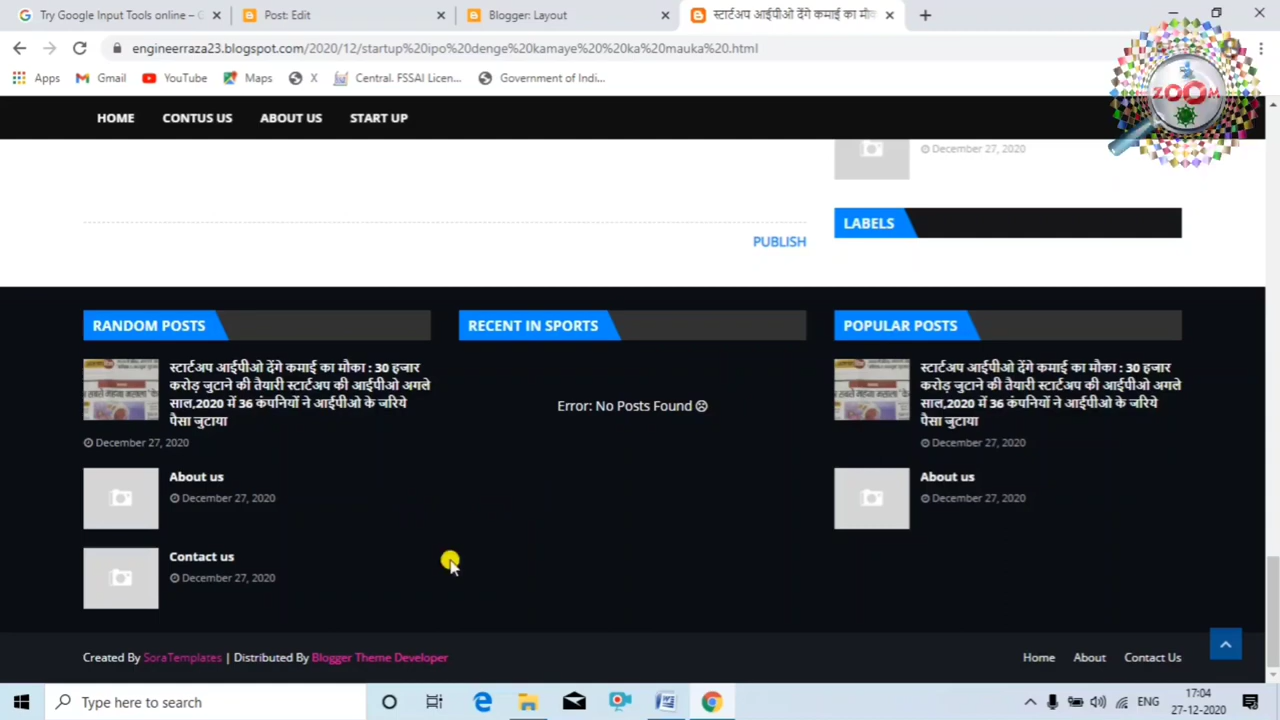 Try Google Input Tools online – G
Post: Edit
Blogger: Layout
स्टार्टअप आईपीओ देंगे कमाई का मौक
engineerraza23.blogspot.com/2020/12/startup%20ipo%20denge%20kamaye%20%20ka%20mauka%20.html
Apps
Gmail
YouTube
Maps
X
Central. FSSAI Licen...
Government of Indi...
ZOOM
HOME
CONTUS US
ABOUT US
START UP
December 27, 2020
LABELS
PUBLISH
RANDOM POSTS
स्टार्टअप आईपीओ देंगे कमाई का मौका : 30 हजार
करोड़ जुटाने की तैयारी स्टार्टअप की आईपीओ अगले
साल,2020 में 36 कंपनियों ने आईपीओ के जरिये
पैसा जुटाया
December 27, 2020
About us
December 27, 2020
Contact us
December 27, 2020
RECENT IN SPORTS
Error: No Posts Found ☹
POPULAR POSTS
स्टार्टअप आईपीओ देंगे कमाई का मौका : 30 हजार
करोड़ जुटाने की तैयारी स्टार्टअप की आईपीओ अगले
साल,2020 में 36 कंपनियों ने आईपीओ के जरिये
पैसा जुटाया
December 27, 2020
About us
December 27, 2020
Created By SoraTemplates | Distributed By Blogger Theme Developer
Home
About
Contact Us
Type here to search
ENG
17:04
27-12-2020